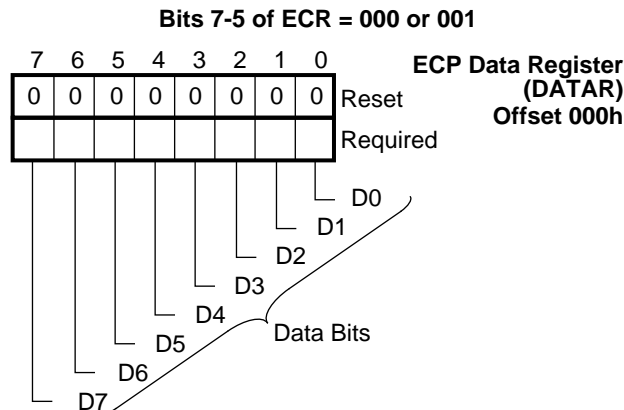 Bits 7-5 of ECR = 000 or 001
7 6 5 4 3 2 1 0
ECP Data Register
(DATAR)
Offset 000h
0 0 0 0 0 0 0 0 Reset
Required
D0
D1
D2
D3
D4
D5
D6
D7
Data Bits